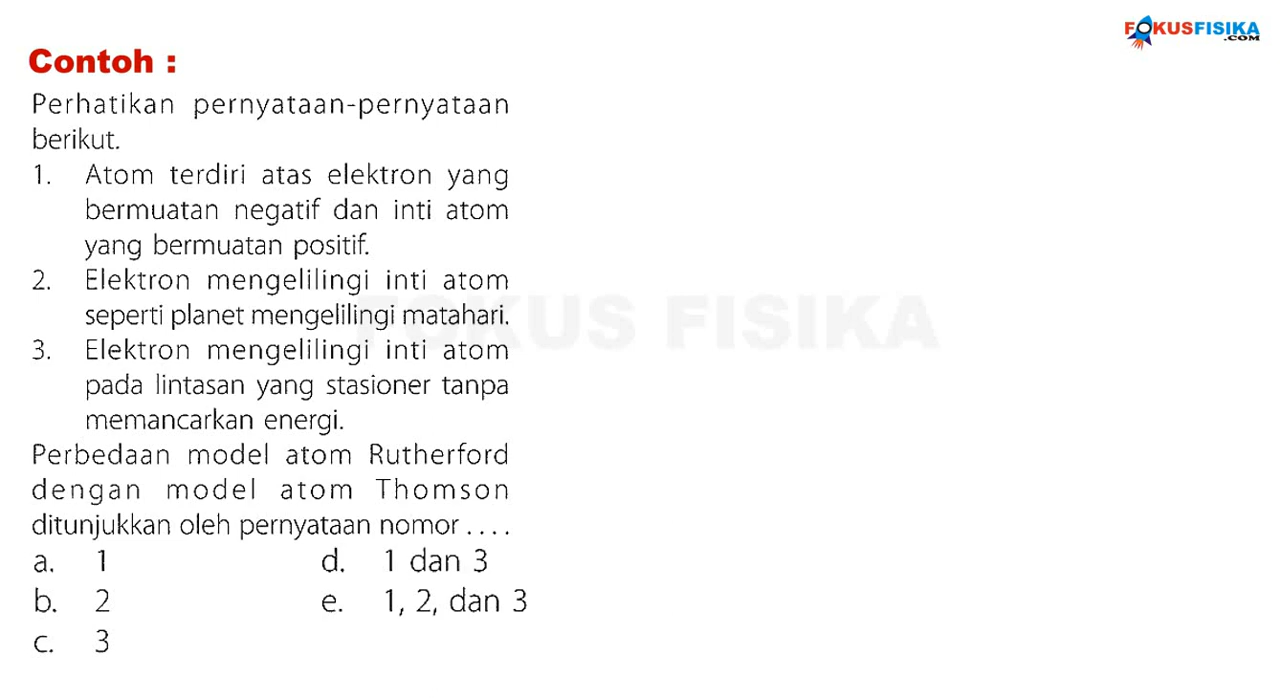 FOKUSFISIKA
.COM
Contoh :
Perhatikan pernyataan-pernyataan
berikut.
1. Atom terdiri atas elektron yang
bermuatan negatif dan inti atom
yang bermuatan positif.
2. Elektron mengelilingi inti atom
seperti planet mengelilingi matahari.
3. Elektron mengelilingi inti atom
pada lintasan yang stasioner tanpa
memancarkan energi.
FOKUS FISIKA
Perbedaan model atom Rutherford
dengan model atom Thomson
ditunjukkan oleh pernyataan nomor . . . .
a. 1 d. 1 dan 3
b. 2 e. 1, 2, dan 3
c. 3